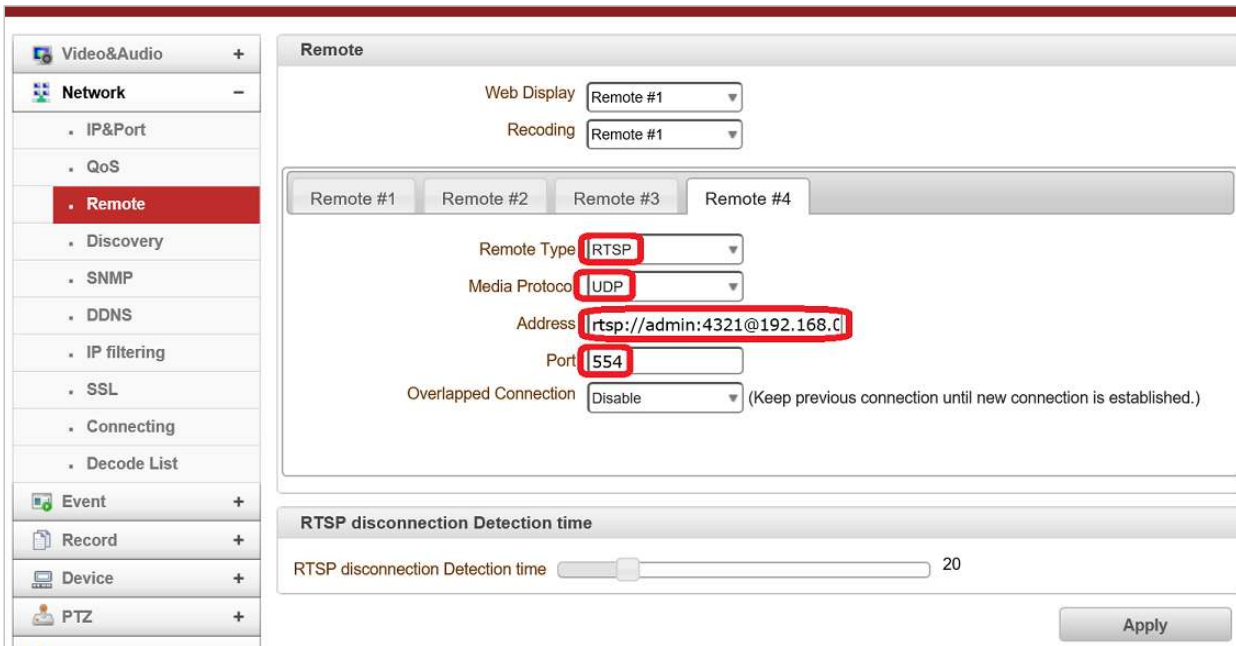 Video&Audio +
Network –
. IP&Port
. QoS
. Remote
. Discovery
. SNMP
. DDNS
. IP filtering
. SSL
. Connecting
. Decode List
Event +
Record +
Device +
PTZ +
Remote
Web Display Remote #1
Recoding Remote #1
Remote #1 Remote #2 Remote #3 Remote #4
Remote Type RTSP
Media Protoco UDP
Address rtsp://admin:4321@192.168.0
Port 554
Overlapped Connection Disable (Keep previous connection until new connection is established.)
RTSP disconnection Detection time
RTSP disconnection Detection time 20
Apply